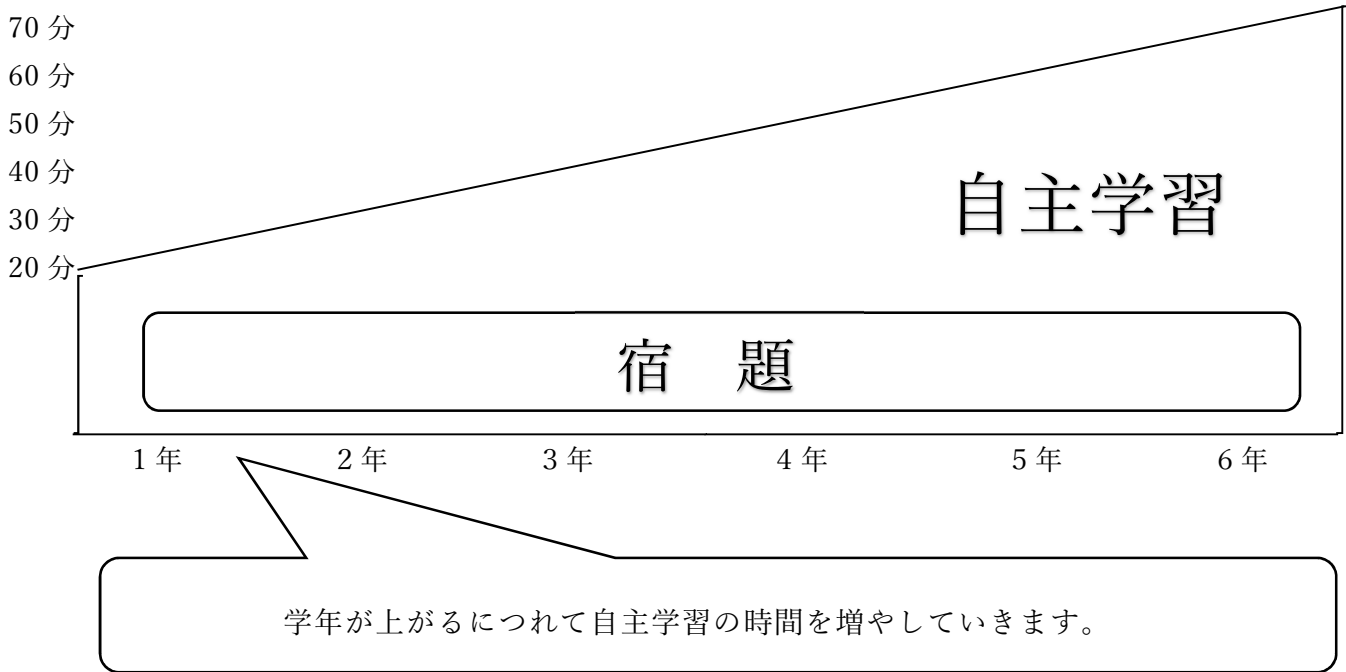 70 分
60 分
50 分
40 分
30 分
20 分
自主学習
宿　題
1 年　2 年　3 年　4 年　5 年　6 年
学年が上がるにつれて自主学習の時間を増やしていきます。